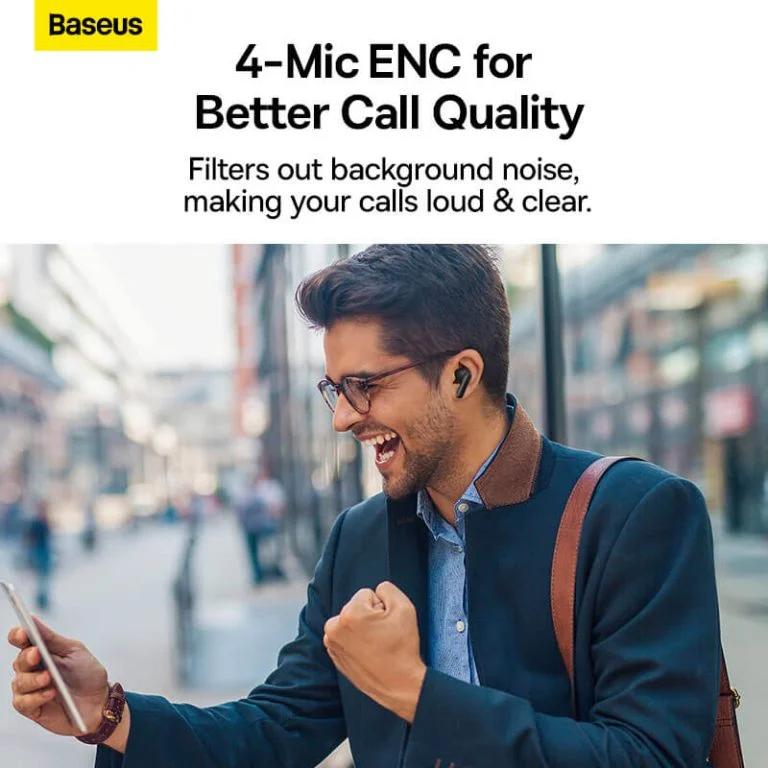 Baseus
4-Mic ENC for
Better Call Quality
Filters out background noise,
making your calls loud & clear.